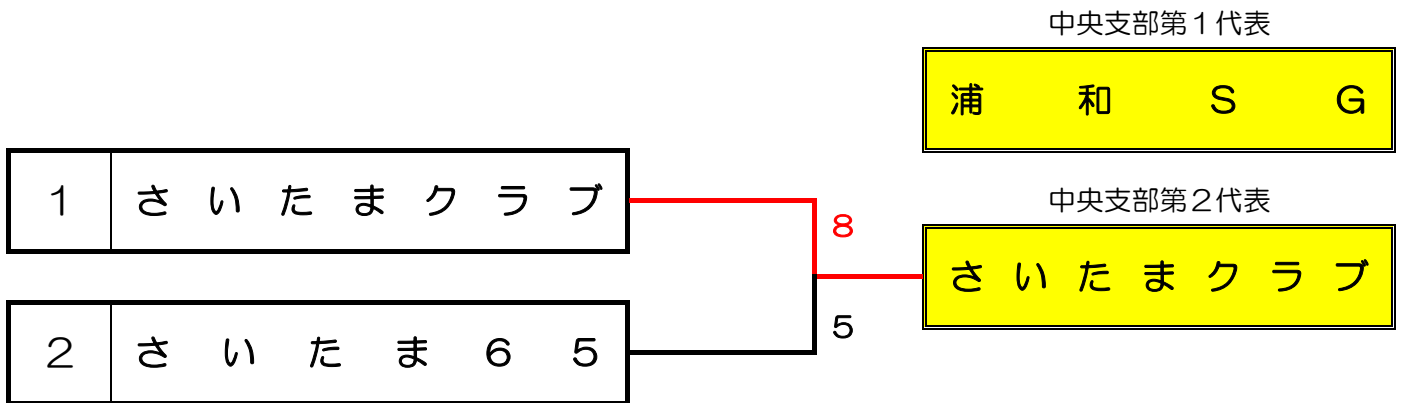 中央支部第１代表
浦和ＳＧ
１ さいたまクラブ
８
中央支部第２代表
さいたまクラブ
５
２ さいたま６５